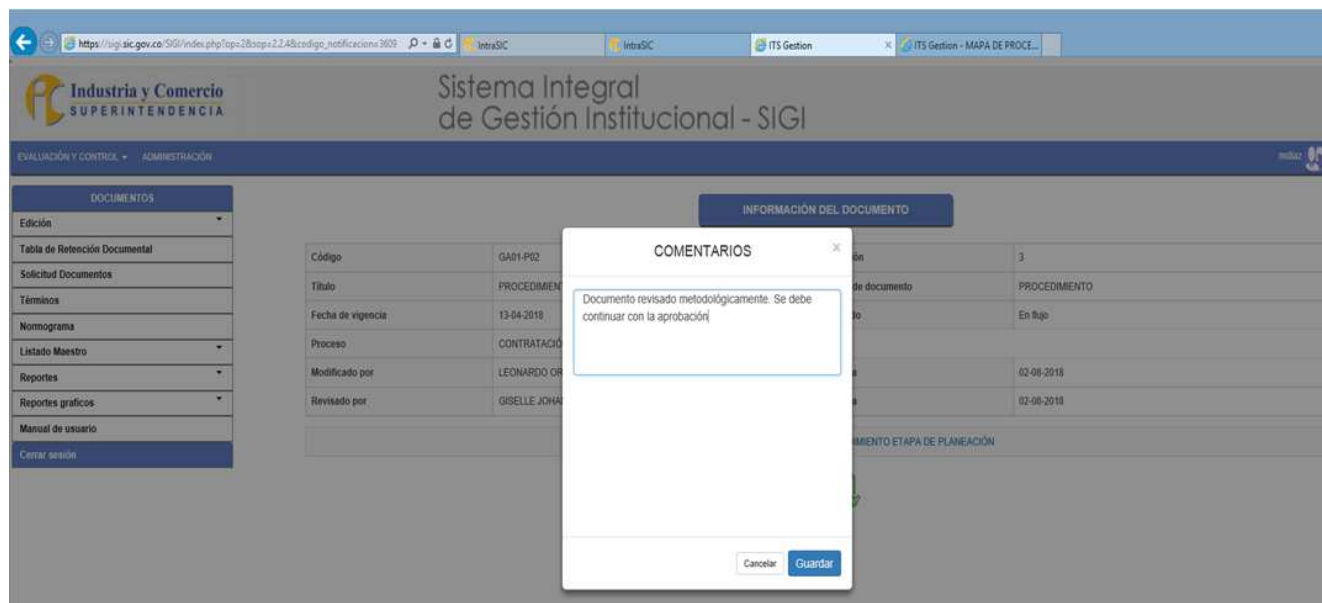 https://sigi.sic.gov.co/SIGI/index.php?op=2&sop=2.2.4&codigo_notificacion=3609
IntraSIC
IntraSIC
ITS Gestion
ITS Gestion - MAPA DE PROCE...
Industria y Comercio
SUPERINTENDENCIA
Sistema Integral
de Gestión Institucional - SIGI
EVALUACIÓN Y CONTROL ADMINISTRACIÓN
mdiaz
DOCUMENTOS
Edición
Tabla de Retención Documental
Solicitud Documentos
Términos
Normograma
Listado Maestro
Reportes
Reportes graficos
Manual de usuario
Cerrar sesión
INFORMACIÓN DEL DOCUMENTO
Código GA01-P02 ón 3
Título PROCEDIMIEN de documento PROCEDIMIENTO
Fecha de vigencia 13-04-2018 do En flujo
Proceso CONTRATACIÓ
Modificado por LEONARDO OR a 02-08-2018
Revisado por GISELLE JOHA a 02-08-2018
IMIENTO ETAPA DE PLANEACIÓN
COMENTARIOS
×
Documento revisado metodológicamente. Se debe
continuar con la aprobación
Cancelar Guardar